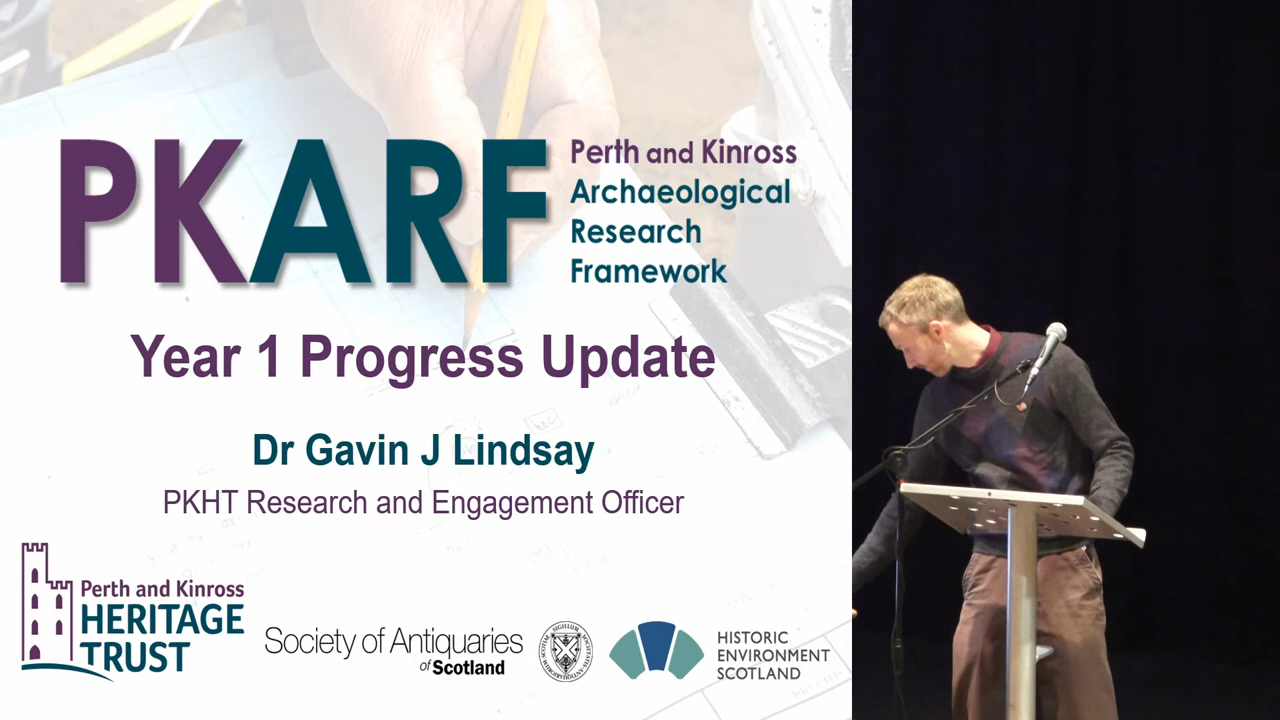 PKARF
Perth and Kinross
Archaeological
Research
Framework
Year 1 Progress Update
Dr Gavin J Lindsay
PKHT Research and Engagement Officer
Perth and Kinross
HERITAGE
TRUST
Society of Antiquaries
of Scotland
HISTORIC
ENVIRONMENT
SCOTLAND